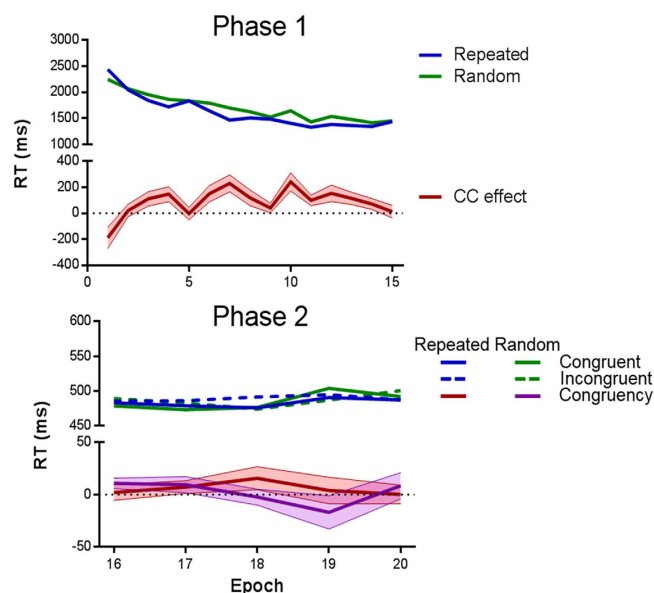 Phase 1
3000
2500
2000
1500
1000
400
200
0
-200
-400
0 5 10 15
RT (ms)
Repeated
Random
CC effect
Phase 2
600
550
500
450
50
0
-50
16 17 18 19 20
RT (ms)
Epoch
Repeated Random
Congruent
Incongruent
Congruency